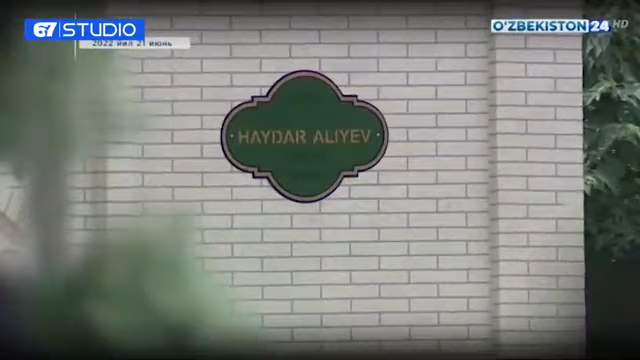 67 STUDIO
2022 йил 21 июнь
O'ZBEKISTON 24 HD
HAYDAR ALIYEV